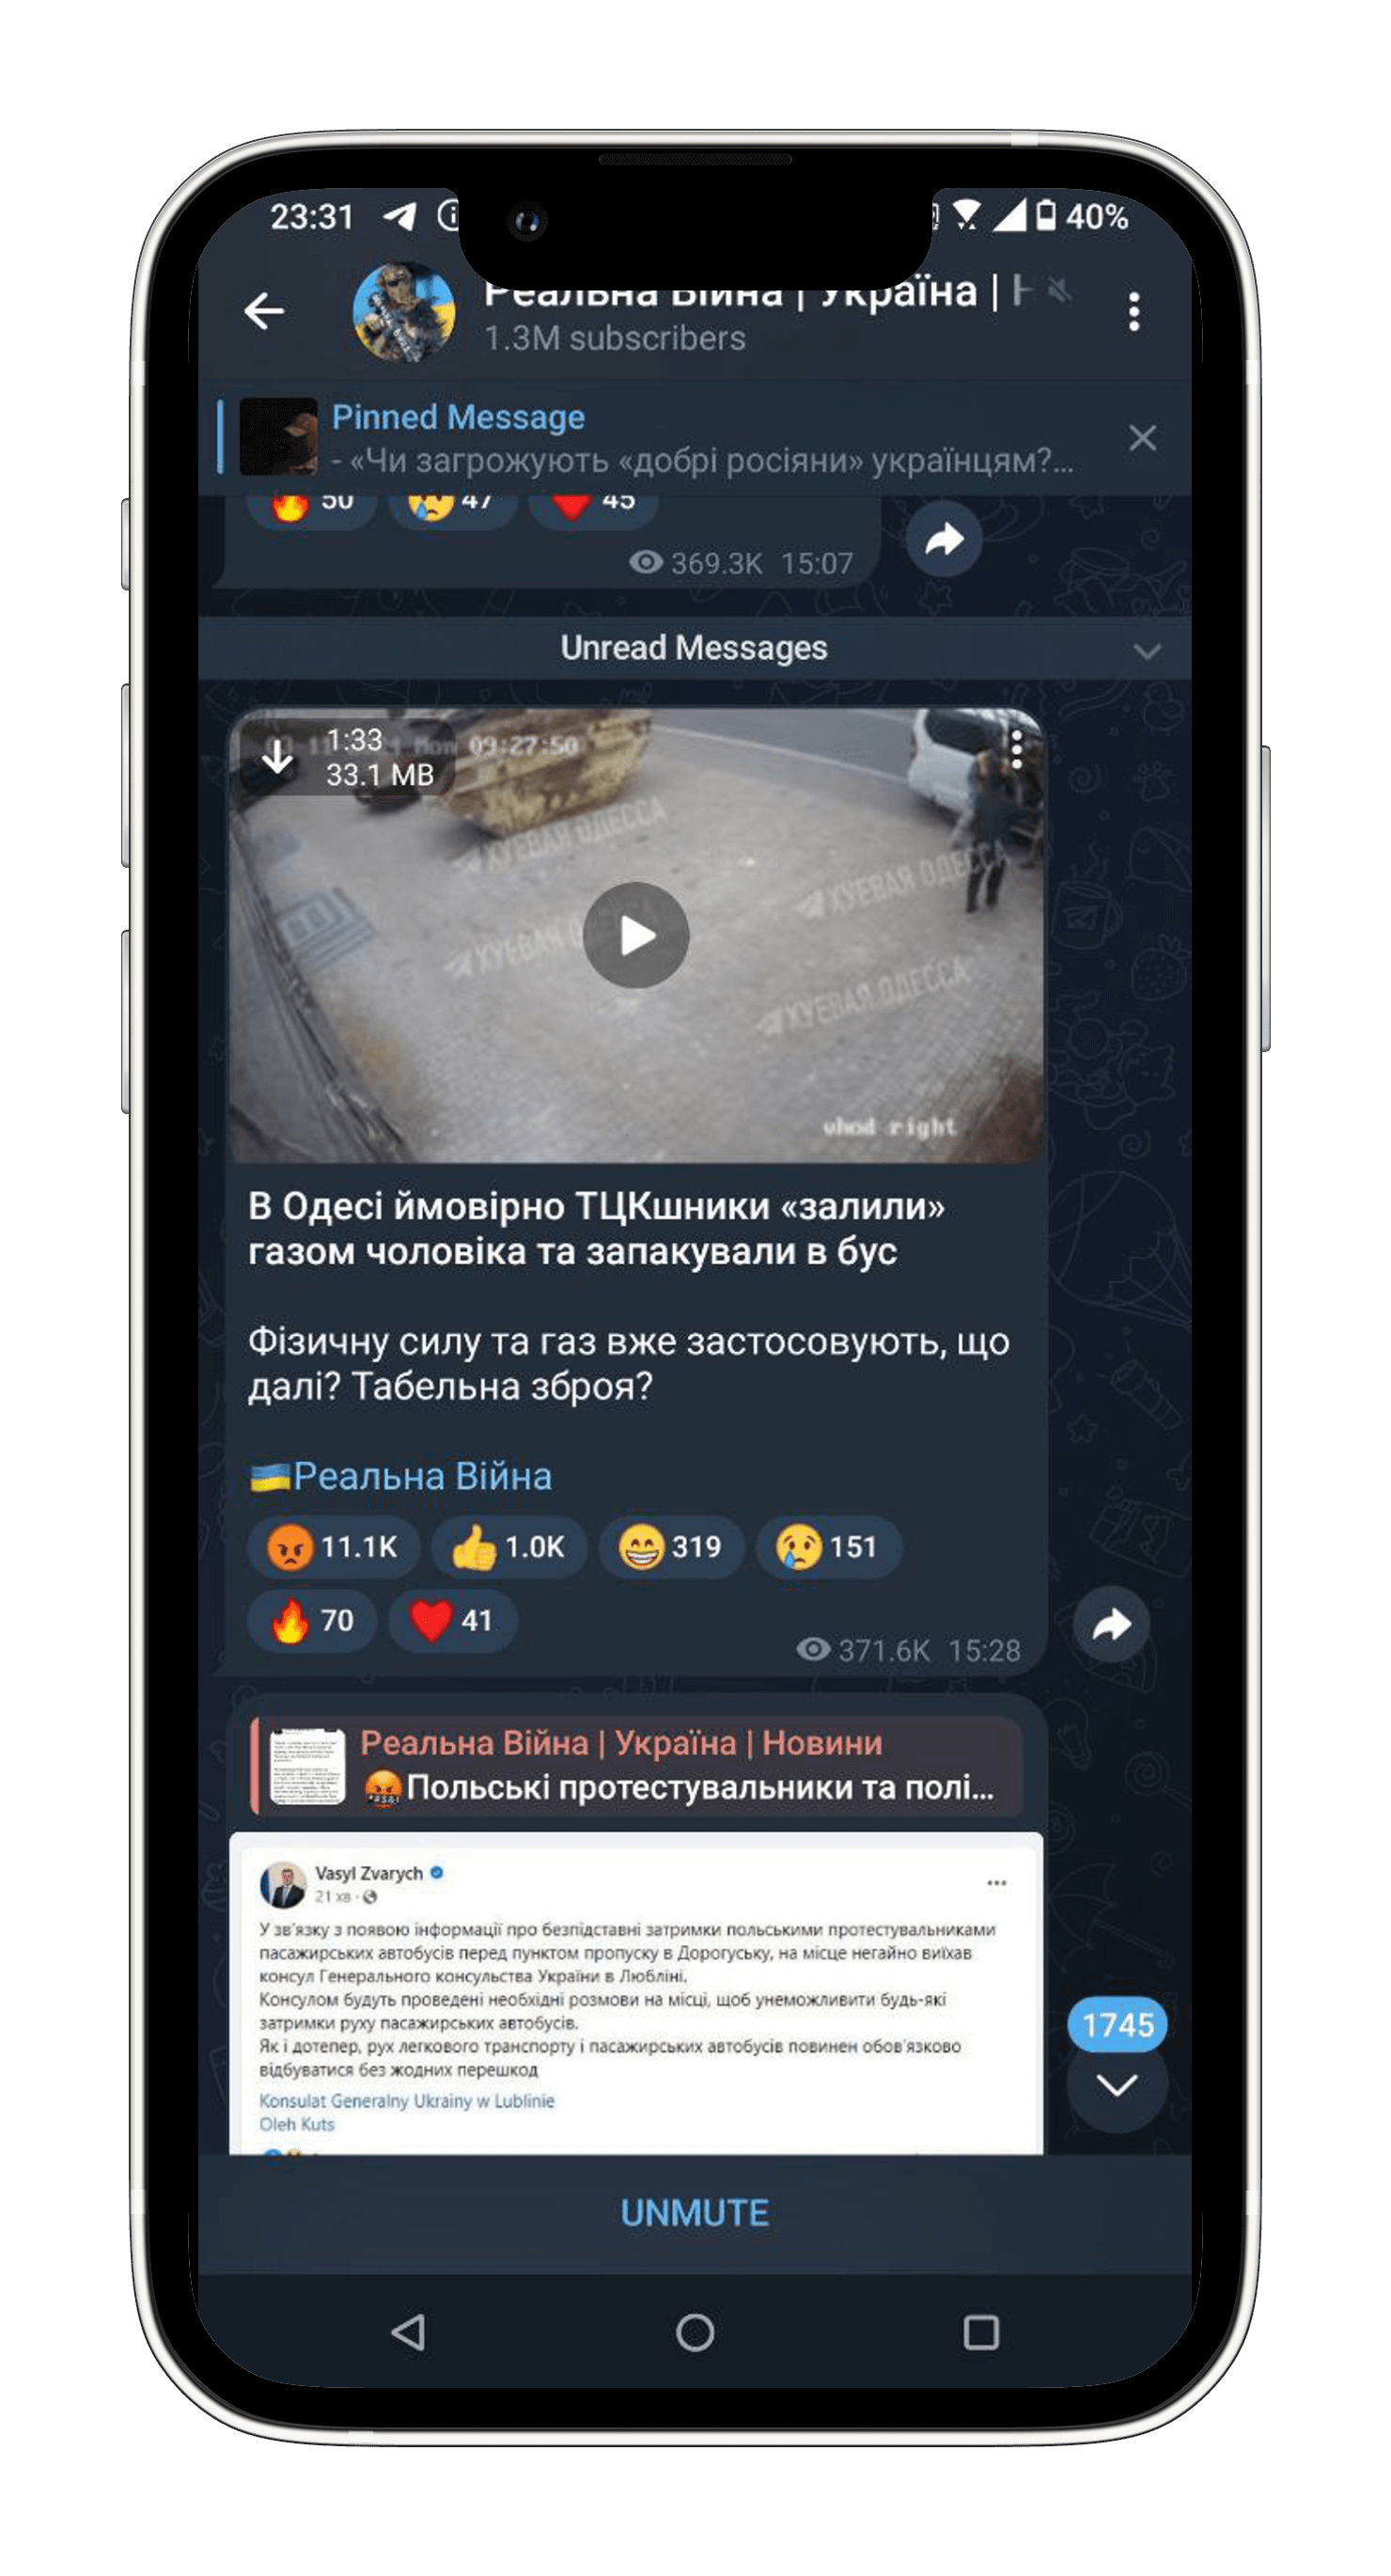 23:31
40%
Реальна Війна | Україна | Н
1.3M subscribers
Pinned Message
- «Чи загрожують «добрі росіяни» українцям?...
50 47 45
369.3K 15:07
Unread Messages
1:33
Mon 09:27:50
33.1 MB
ХУЕВАЯ ОДЕССА
ХУЕВАЯ ОДЕССА
ХУЕВАЯ ОДЕССА
ХУЕВАЯ ОДЕССА
vhod right
В Одесі ймовірно ТЦКшники «залили»
газом чоловіка та запакували в бус
Фізичну силу та газ вже застосовують, що
далі? Табельна зброя?
Реальна Війна
11.1K 1.0K 319 151
70 41
371.6K 15:28
Реальна Війна | Україна | Новини
Польські протестувальники та полі...
Vasyl Zvarych
21 хв
У зв'язку з появою інформації про безпідставні затримки польськими протестувальниками
пасажирських автобусів перед пунктом пропуску в Дорогуську, на місце негайно виїхав
консул Генерального консульства України в Любліні.
Консулом будуть проведені необхідні розмови на місці, щоб унеможливити будь-які
затримки руху пасажирських автобусів.
Як і дотепер, рух легкового транспорту і пасажирських автобусів повинен обов'язково
відбуватися без жодних перешкод
Konsulat Generalny Ukrainy w Lublinie
Oleh Kuts
1745
UNMUTE